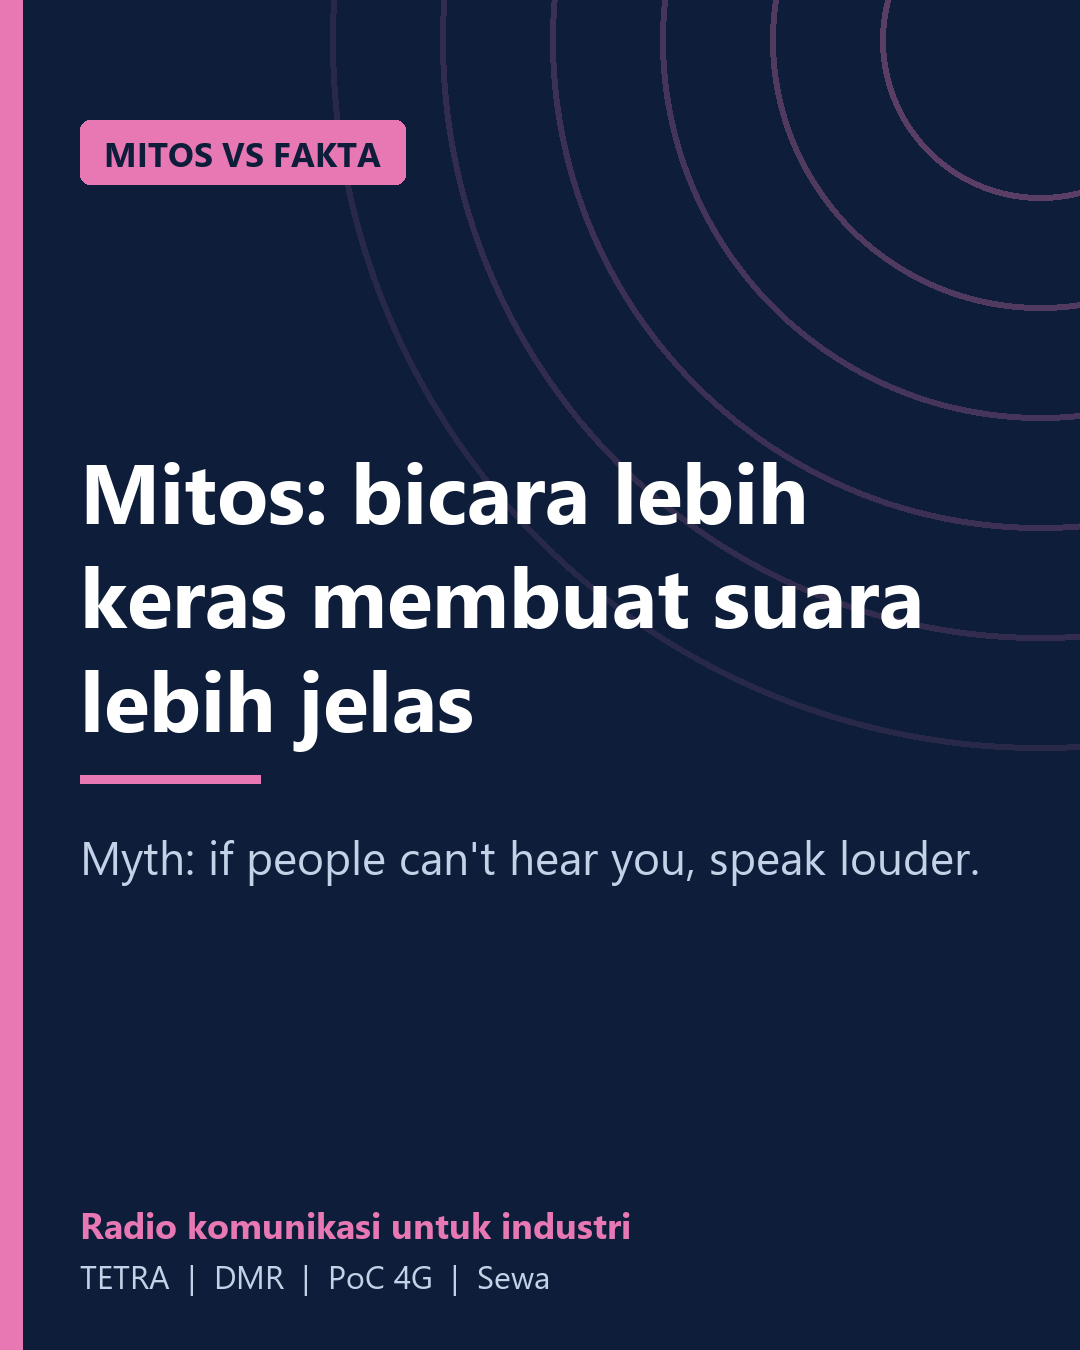 MITOS VS FAKTA
Mitos: bicara lebih
keras membuat suara
lebih jelas
Myth: if people can't hear you, speak louder.
Radio komunikasi untuk industri
TETRA | DMR | PoC 4G | Sewa